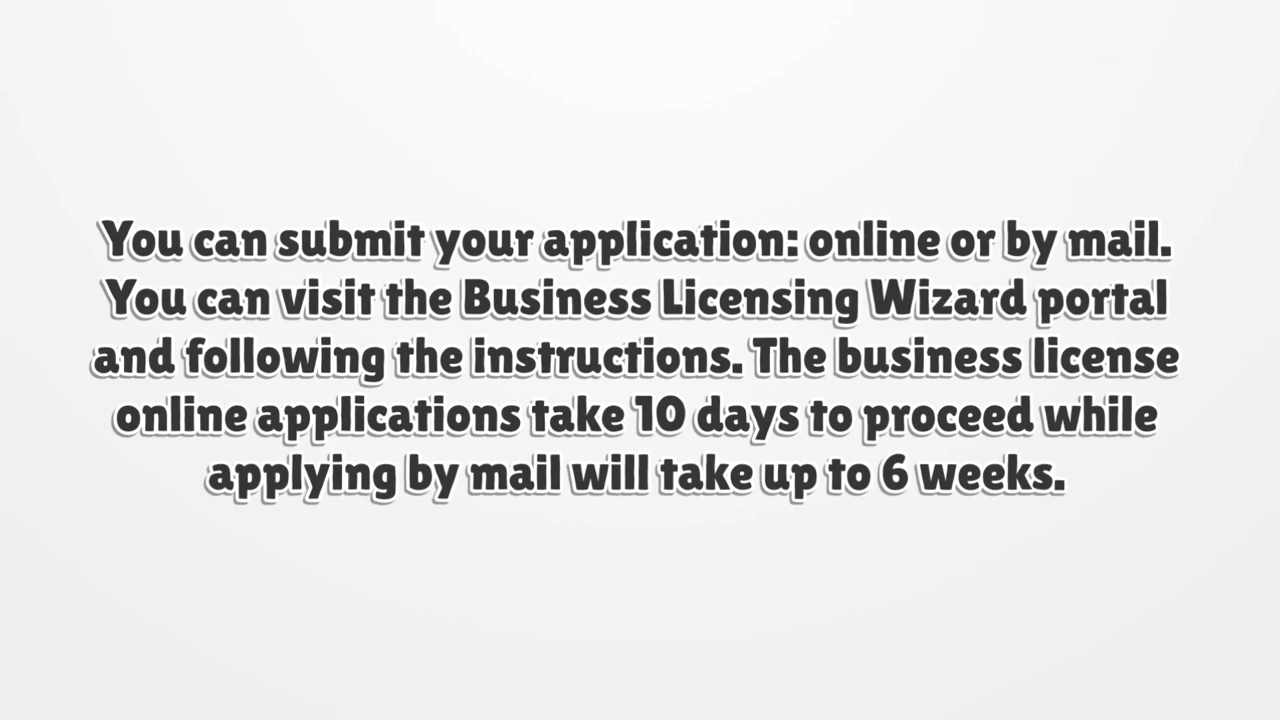 You can submit your application: online or by mail.
You can visit the Business Licensing Wizard portal
and following the instructions. The business license
online applications take 10 days to proceed while
applying by mail will take up to 6 weeks.